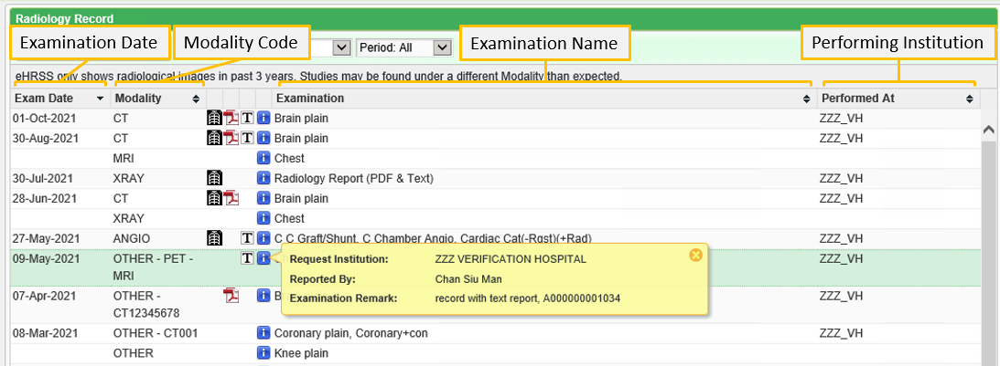 Radiology Record
Examination Date Modality Code Examination Name Performing Institution
Period: All
eHRSS only shows radiological images in past 3 years. Studies may be found under a different Modality than expected.
Exam Date Modality Examination Performed At
01-Oct-2021 CT T i Brain plain ZZZ_VH
30-Aug-2021 CT T i Brain plain ZZZ_VH
MRI i Chest
30-Jul-2021 XRAY i Radiology Report (PDF & Text) ZZZ_VH
28-Jun-2021 CT i Brain plain ZZZ_VH
XRAY i Chest
27-May-2021 ANGIO T i C C Graft/Shunt, C Chamber Angio, Cardiac Cat(-Rqst)(+Rad) ZZZ_VH
09-May-2021 OTHER - PET - T i ZZZ_VH
MRI
Request Institution: ZZZ VERIFICATION HOSPITAL
Reported By: Chan Siu Man
Examination Remark: record with text report, A000000001034
07-Apr-2021 OTHER - i B ZZZ_VH
CT12345678
08-Mar-2021 OTHER - CT001 i Coronary plain, Coronary+con ZZZ_VH
OTHER i Knee plain